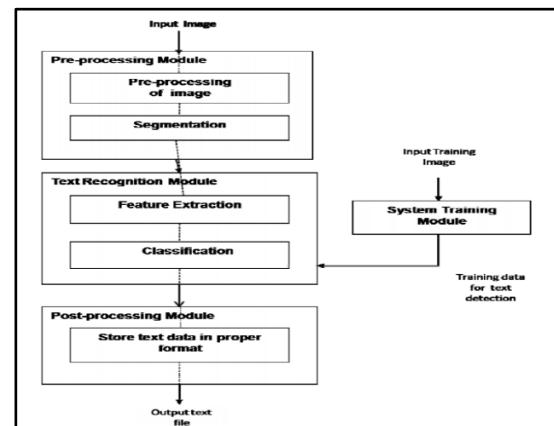 Input Image
Pre-processing Module
Pre-processing
of image
Segmentation
Text Recognition Module
Feature Extraction
Classification
Input Training
Image
System Training
Module
Training data
for text
detection
Post-processing Module
Store text data in proper
format
Output text
file